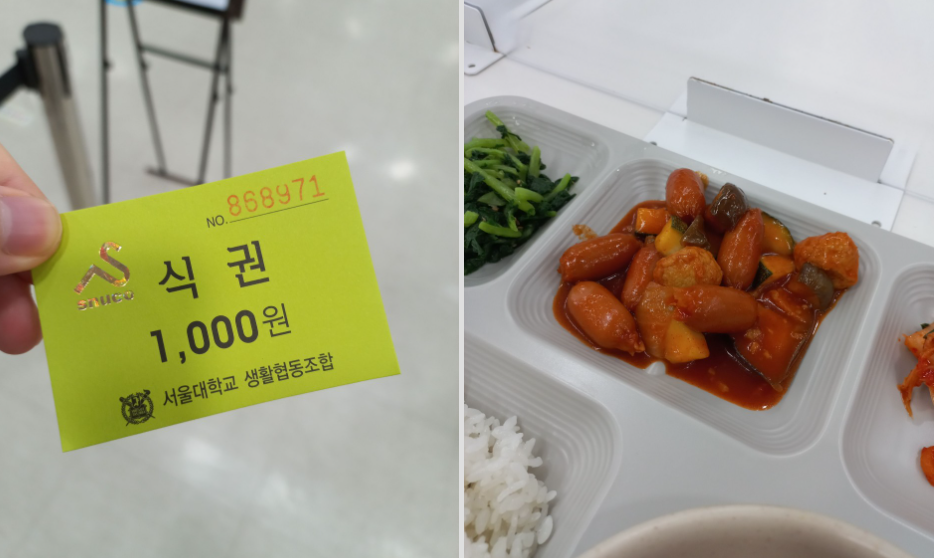 NO. 868971
snuco
식권
1,000원
서울대학교 생활협동조합